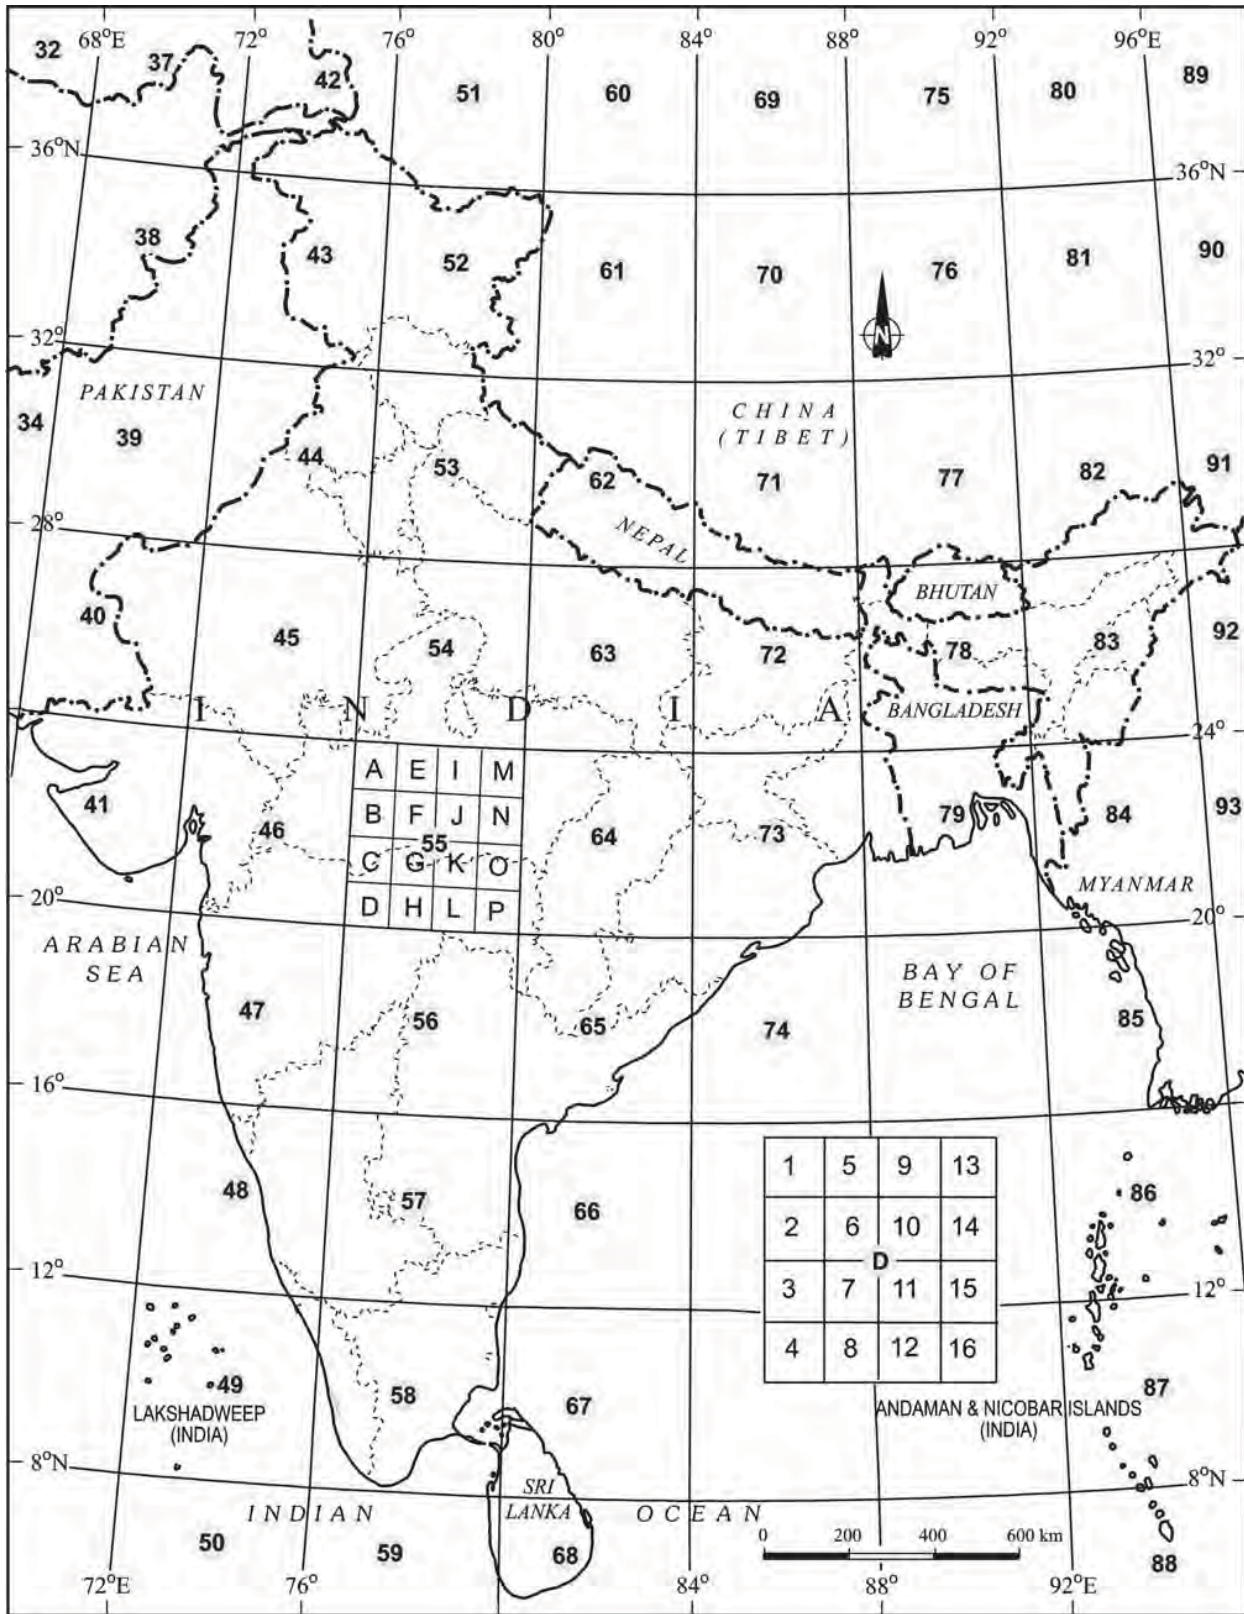 68°E 72° 76° 80° 84° 88° 92° 96°E
32 37 42 51 60 69 75 80 89
36°N 36°N
38 43 52 61 70 76 81 90
N
32° 32°
PAKISTAN
CHINA
(TIBET)
34 39 44 53 62 71 77 82 91
28° 28°
NEPAL
BHUTAN
40 45 54 63 72 78 83 92
I N D I A
BANGLADESH
24°
A E I M
B F J N
41 46 55 64 73 79 84 93
C G K O
D H L P
MYANMAR
20° 20°
ARABIAN
SEA
BAY OF
BENGAL
47 56 65 74 85
16°
1 5 9 13
48 57 66 86
2 6 10 14
D
3 7 11 15
12° 12°
4 8 12 16
49 58 67 87
LAKSHADWEEP
(INDIA)
ANDAMAN & NICOBAR ISLANDS
(INDIA)
8°N 8°N
SRI
LANKA
INDIAN OCEAN
0 200 400 600 km
50 59 68 88
72°E 76° 84° 88° 92°E